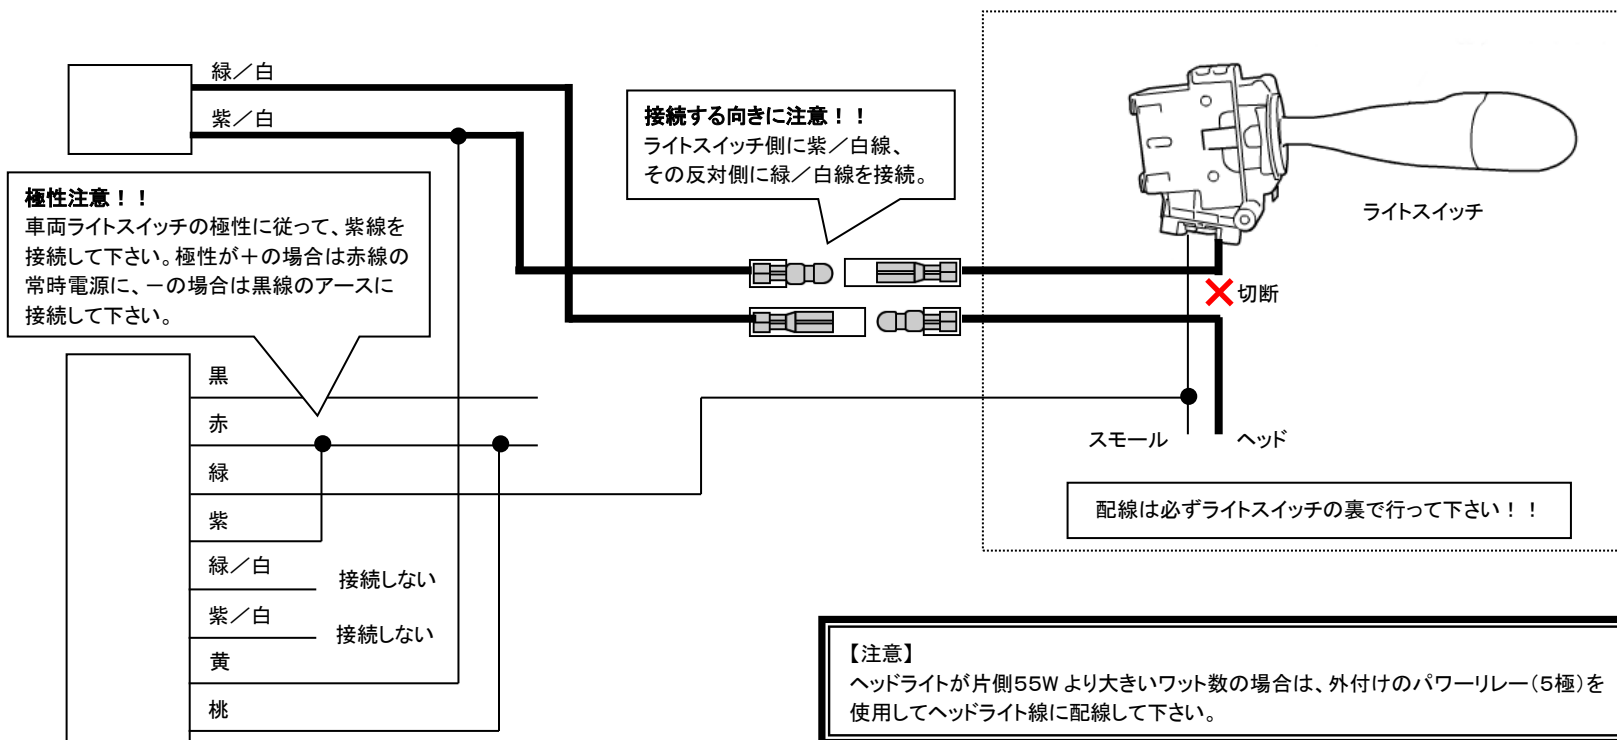 緑／白
紫／白
極性注意！！
車両ライトスイッチの極性に従って、紫線を
接続して下さい。極性が＋の場合は赤線の
常時電源に、－の場合は黒線のアースに
接続して下さい。
接続する向きに注意！！
ライトスイッチ側に紫／白線、
その反対側に緑／白線を接続。
ライトスイッチ
切断
スモール
ヘッド
配線は必ずライトスイッチの裏で行って下さい！！
黒
赤
緑
紫
緑／白
接続しない
紫／白
接続しない
黄
桃
【注意】
ヘッドライトが片側５５Wより大きいワット数の場合は、外付けのパワーリレー（５極）を
使用してヘッドライト線に配線して下さい。